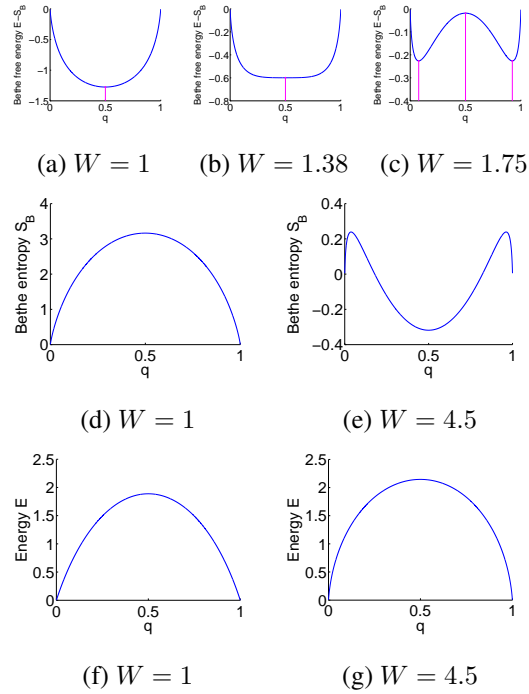 Bethe free energy E−S_B
0
−0.5
−1
−1.5
0 0.5 1
q
Bethe free energy E−S_B
0
−0.2
−0.4
−0.6
−0.8
0 0.5 1
q
Bethe free energy E−S_B
0
−0.1
−0.2
−0.3
−0.4
0 0.5 1
q
(a) W = 1
(b) W = 1.38
(c) W = 1.75
Bethe entropy S_B
4
3
2
1
0
0 0.5 1
q
Bethe entropy S_B
0.4
0.2
0
−0.2
−0.4
0 0.5 1
q
(d) W = 1
(e) W = 4.5
Energy E
2.5
2
1.5
1
0.5
0
0 0.5 1
q
Energy E
2.5
2
1.5
1
0.5
0
0 0.5 1
q
(f) W = 1
(g) W = 4.5